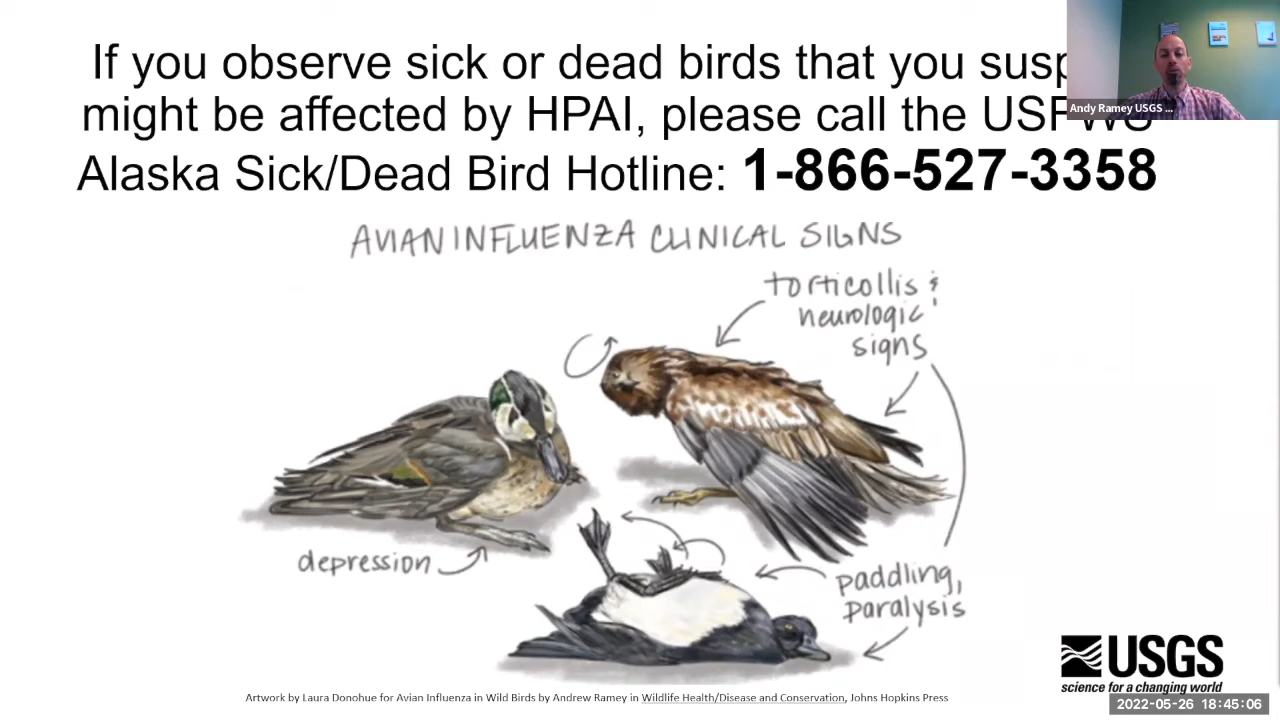 If you observe sick or dead birds that you susp
might be affected by HPAI, please call the USFWS
Alaska Sick/Dead Bird Hotline: 1-866-527-3358
Andy Ramey USGS ...
AVIAN INFLUENZA CLINICAL SIGNS
torticollis &
neurologic
signs
depression
paddling,
paralysis
USGS
science for a changing world
Artwork by Laura Donohue for Avian Influenza in Wild Birds by Andrew Ramey in Wildlife Health/Disease and Conservation, Johns Hopkins Press
2022-05-26 18:45:06